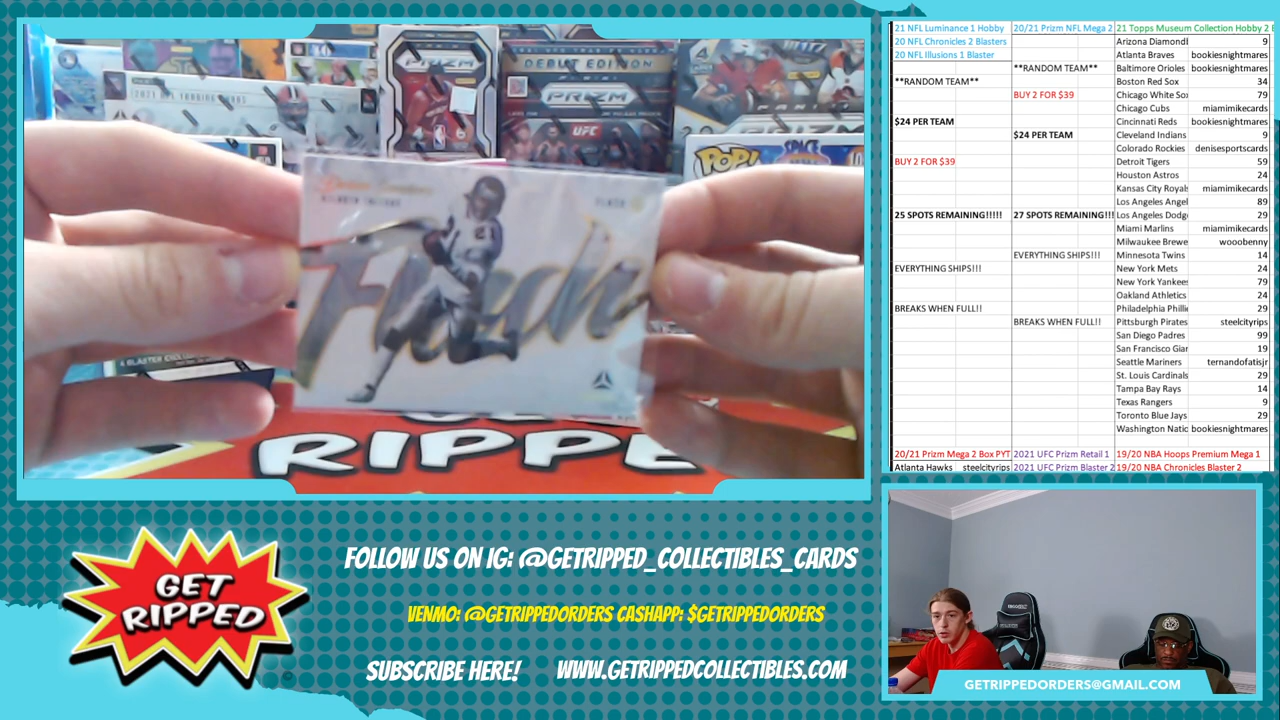 PRIZM
DEBUT EDITION
PRIZM
UFC
POP!
SPACE
Flash
21
RIPPE
GET
RIPPED
FOLLOW US ON IG: @GETRIPPED_COLLECTIBLES_CARDS
VENMO: @GETRIPPEDORDERS CASHAPP: $GETRIPPEDORDERS
SUBSCRIBE HERE! WWW.GETRIPPEDCOLLECTIBLES.COM
21 NFL Luminance 1 Hobby 20/21 Prizm NFL Mega 2 21 Topps Museum Collection Hobby 2
20 NFL Chronicles 2 Blasters Arizona Diamond 9
20 NFL Illusions 1 Blaster Atlanta Braves bookiesnightmares
**RANDOM TEAM** Baltimore Orioles bookiesnightmares
**RANDOM TEAM** Boston Red Sox 34
BUY 2 FOR $39 Chicago White Sox 79
Chicago Cubs miamimikecards
$24 PER TEAM Cincinnati Reds bookiesnightmares
$24 PER TEAM Cleveland Indians 9
Colorado Rockies denisesportscards
BUY 2 FOR $39 Detroit Tigers 59
Houston Astros 24
Kansas City Royals miamimikecards
Los Angeles Angel 89
25 SPOTS REMAINING!!!!! 27 SPOTS REMAINING!!! Los Angeles Dodg 29
Miami Marlins miamimikecards
Milwaukee Brewe wooobenny
EVERYTHING SHIPS!!! Minnesota Twins 14
EVERYTHING SHIPS!!! New York Mets 24
New York Yankees 79
Oakland Athletics 24
BREAKS WHEN FULL!! Philadelphia Phillie 29
BREAKS WHEN FULL!! Pittsburgh Pirates steelcityrips
San Diego Padres 99
San Francisco Gian 19
Seattle Mariners ternandofatisjr
St. Louis Cardinals 29
Tampa Bay Rays 14
Texas Rangers 9
Toronto Blue Jays 29
Washington Natio bookiesnightmares
20/21 Prizm Mega 2 Box PYT 2021 UFC Prizm Retail 1 19/20 NBA Hoops Premium Mega 1
Atlanta Hawks steelcityrips 2021 UFC Prizm Blaster 2 19/20 NBA Chronicles Blaster 2
GETRIPPEDORDERS@GMAIL.COM